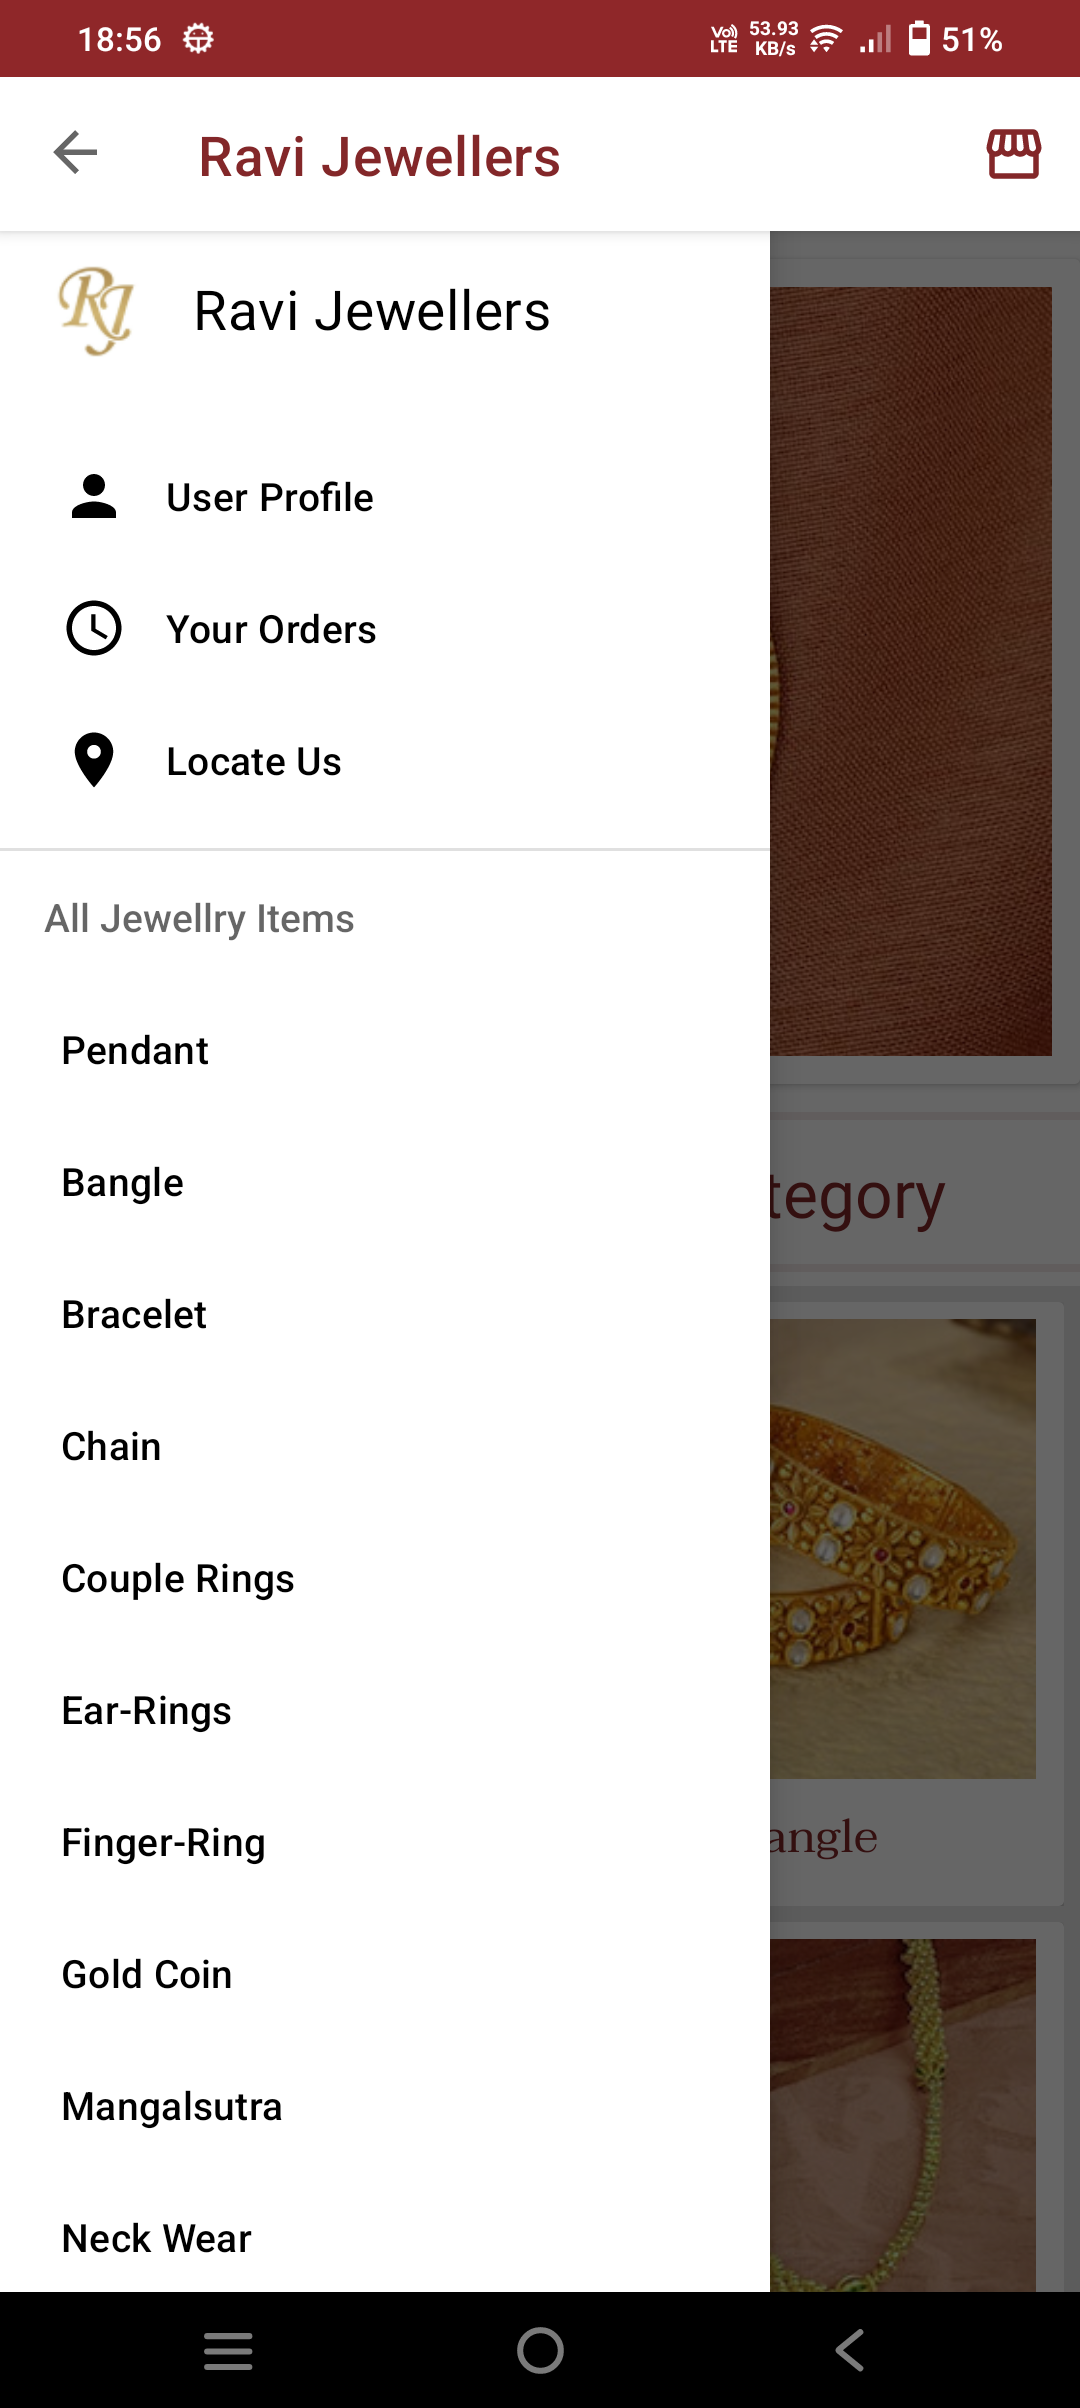 18:56
Vo) LTE 53.93 KB/s 51%
Ravi Jewellers
RJ Ravi Jewellers
User Profile
Your Orders
Locate Us
All Jewellry Items
Pendant
Bangle
Bracelet
Chain
Couple Rings
Ear-Rings
Finger-Ring
Gold Coin
Mangalsutra
Neck Wear
tegory
angle